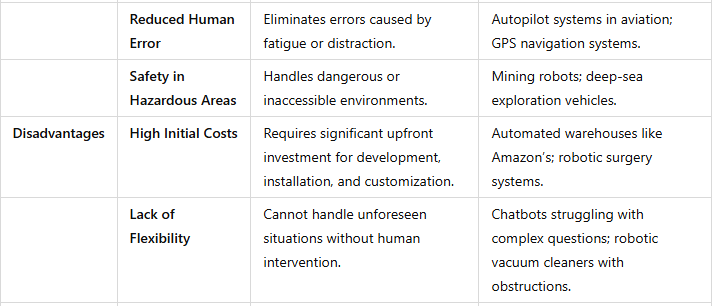 Reduced Human
Error
Eliminates errors caused by
fatigue or distraction.
Autopilot systems in aviation;
GPS navigation systems.
Safety in
Hazardous Areas
Handles dangerous or
inaccessible environments.
Mining robots; deep-sea
exploration vehicles.
Disadvantages
High Initial Costs
Requires significant upfront
investment for development,
installation, and customization.
Automated warehouses like
Amazon’s; robotic surgery
systems.
Lack of
Flexibility
Cannot handle unforeseen
situations without human
intervention.
Chatbots struggling with
complex questions; robotic
vacuum cleaners with
obstructions.